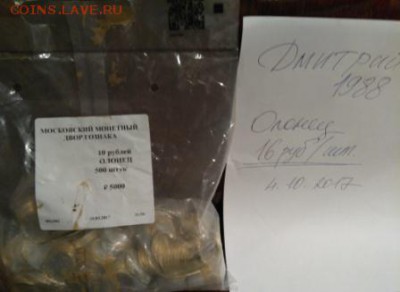 COINS.LAVE.RU
МОСКОВСКИЙ МОНЕТНЫЙ
ДВОР ГОЗНАКА
10 рублей
ОЛОНЕЦ
500 штук
# 5000
Дмитрий
1988
Олонец
16 руб/шт
4.10.2017